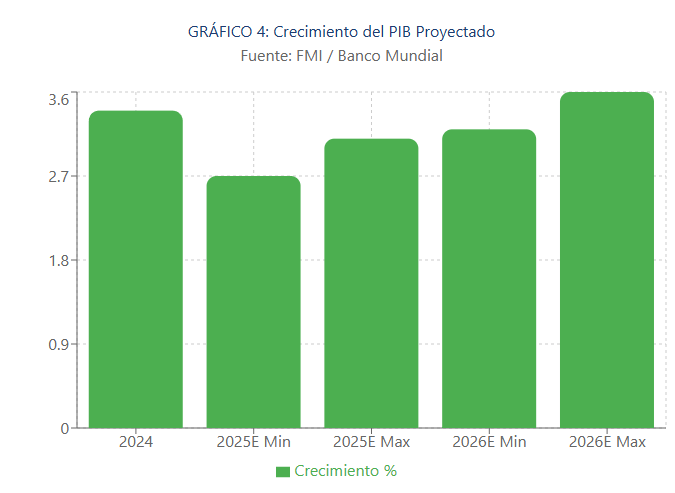 GRÁFICO 4: Crecimiento del PIB Proyectado
Fuente: FMI / Banco Mundial
3.6
2.7
1.8
0.9
0
2024 2025E Min 2025E Max 2026E Min 2026E Max
Crecimiento %